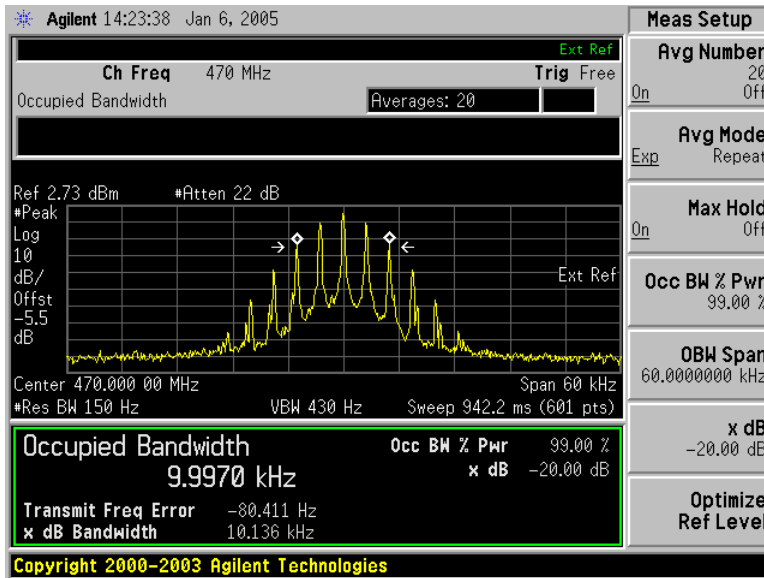 Agilent 14:23:38 Jan 6, 2005
Meas Setup
Ext Ref
Ch Freq 470 MHz Trig Free
Occupied Bandwidth Averages: 20
Avg Number
20
On Off
Avg Mode
Exp Repeat
Max Hold
On Off
Occ BW % Pwr
99.00 %
OBW Span
60.0000000 kHz
x dB
-20.00 dB
Optimize
Ref Level
Ref 2.73 dBm #Atten 22 dB
#Peak
Log
10
dB/
Offst
-5.5
dB
Ext Ref
Center 470.000 00 MHz Span 60 kHz
#Res BW 150 Hz VBW 430 Hz Sweep 942.2 ms (601 pts)
Occupied Bandwidth Occ BW % Pwr 99.00 %
9.9970 kHz x dB -20.00 dB
Transmit Freq Error -80.411 Hz
x dB Bandwidth 10.136 kHz
Copyright 2000-2003 Agilent Technologies